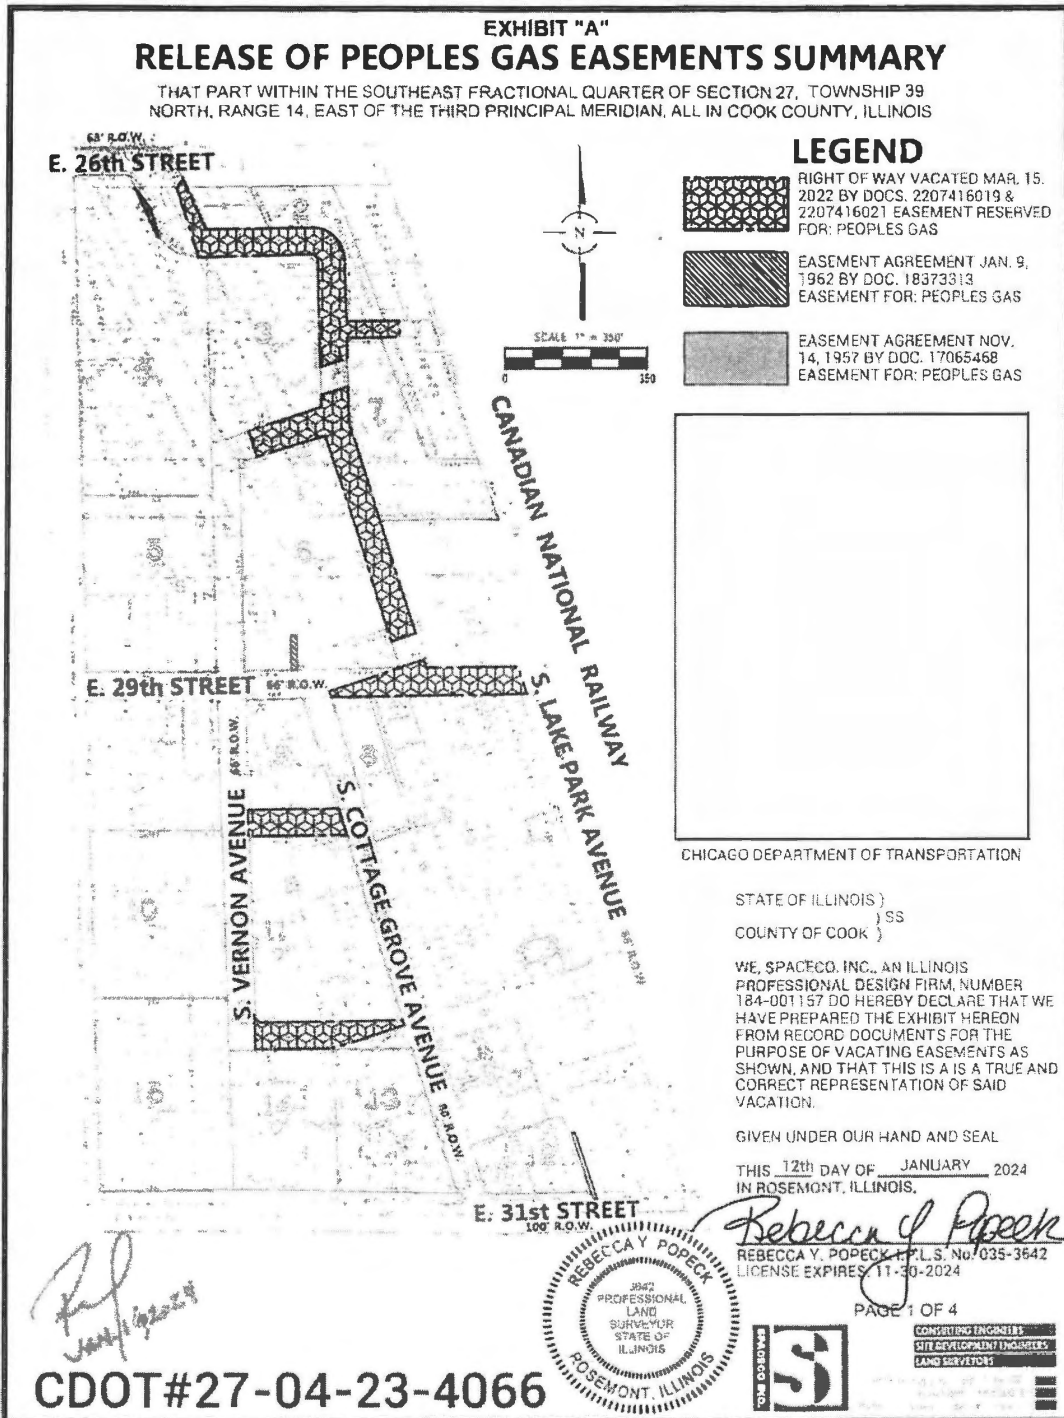 EXHIBIT "A"
RELEASE OF PEOPLES GAS EASEMENTS SUMMARY
THAT PART WITHIN THE SOUTHEAST FRACTIONAL QUARTER OF SECTION 27, TOWNSHIP 39
NORTH, RANGE 14, EAST OF THE THIRD PRINCIPAL MERIDIAN, ALL IN COOK COUNTY, ILLINOIS
R.O.W.
E. 26th STREET
N
SCALE 1" = 350'
0 350
LEGEND
RIGHT OF WAY VACATED MAR. 15,
2022 BY DOCS. 2207416019 &
2207416021 EASEMENT RESERVED
FOR: PEOPLES GAS
EASEMENT AGREEMENT JAN. 9,
1962 BY DOC. 18373313
EASEMENT FOR: PEOPLES GAS
EASEMENT AGREEMENT NOV.
14, 1957 BY DOC. 17065468
EASEMENT FOR: PEOPLES GAS
CANADIAN NATIONAL RAILWAY
E. 29th STREET 66' R.O.W.
S. LAKE PARK AVENUE 66' R.O.W
S. VERNON AVENUE 66' R.O.W.
S. COTTAGE GROVE AVENUE 80' R.O.W
E. 31st STREET
100' R.O.W.
CHICAGO DEPARTMENT OF TRANSPORTATION
STATE OF ILLINOIS )
) SS
COUNTY OF COOK )
WE, SPACECO, INC., AN ILLINOIS
PROFESSIONAL DESIGN FIRM, NUMBER
184-001157 DO HEREBY DECLARE THAT WE
HAVE PREPARED THE EXHIBIT HEREON
FROM RECORD DOCUMENTS FOR THE
PURPOSE OF VACATING EASEMENTS AS
SHOWN, AND THAT THIS IS A IS A TRUE AND
CORRECT REPRESENTATION OF SAID
VACATION.
GIVEN UNDER OUR HAND AND SEAL
THIS 12th DAY OF JANUARY 2024
IN ROSEMONT, ILLINOIS.
Rebecca Y Popeck
REBECCA Y. POPECK, I.P.L.S. No. 035-3642
LICENSE EXPIRES: 11-30-2024
PAGE 1 OF 4
REBECCA Y POPECK
3642
PROFESSIONAL
LAND
SURVEYOR
STATE OF
ILLINOIS
ROSEMONT, ILLINOIS
SPACECO INC.
S
CONSULTING ENGINEERS
SITE DEVELOPMENT ENGINEERS
LAND SURVEYORS
CDOT#27-04-23-4066